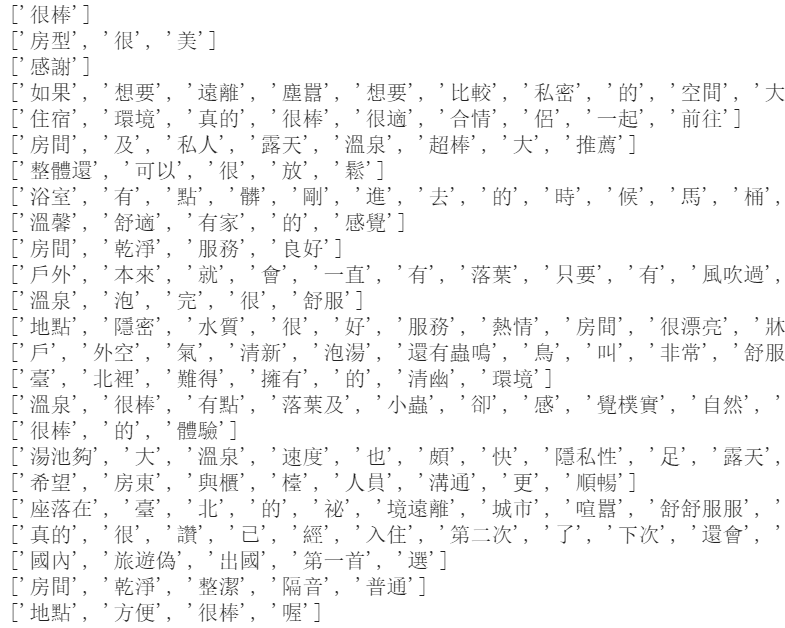 ['很棒']
['房型', '很', '美']
['感謝']
['如果', '想要', '遠離', '塵囂', '想要', '比較', '私密', '的', '空間', '大
['住宿', '環境', '真的', '很棒', '很適', '合情', '侶', '一起', '前往']
['房間', '及', '私人', '露天', '溫泉', '超棒', '大', '推薦']
['整體還', '可以', '很', '放', '鬆']
['浴室', '有', '點', '髒', '剛', '進', '去', '的', '時', '候', '馬', '桶',
['溫馨', '舒適', '有家', '的', '感覺']
['房間', '乾淨', '服務', '良好']
['戶外', '本來', '就', '會', '一直', '有', '落葉', '只要', '有', '風吹過',
['溫泉', '泡', '完', '很', '舒服']
['地點', '隱密', '水質', '很', '好', '服務', '熱情', '房間', '很漂亮', '牀
['戶', '外空', '氣', '清新', '泡湯', '還有蟲鳴', '鳥', '叫', '非常', '舒服
['臺', '北裡', '難得', '擁有', '的', '清幽', '環境']
['溫泉', '很棒', '有點', '落葉及', '小蟲', '卻', '感', '覺樸實', '自然', '
['很棒', '的', '體驗']
['湯池夠', '大', '溫泉', '速度', '也', '頗', '快', '隱私性', '足', '露天',
['希望', '房東', '與櫃', '檯', '人員', '溝通', '更', '順暢']
['座落在', '臺', '北', '的', '祕', '境遠離', '城市', '喧囂', '舒舒服服', '
['真的', '很', '讚', '已', '經', '入住', '第二次', '了', '下次', '還會', '
['國內', '旅遊偽', '出國', '第一首', '選']
['房間', '乾淨', '整潔', '隔音', '普通']
['地點', '方便', '很棒', '喔']